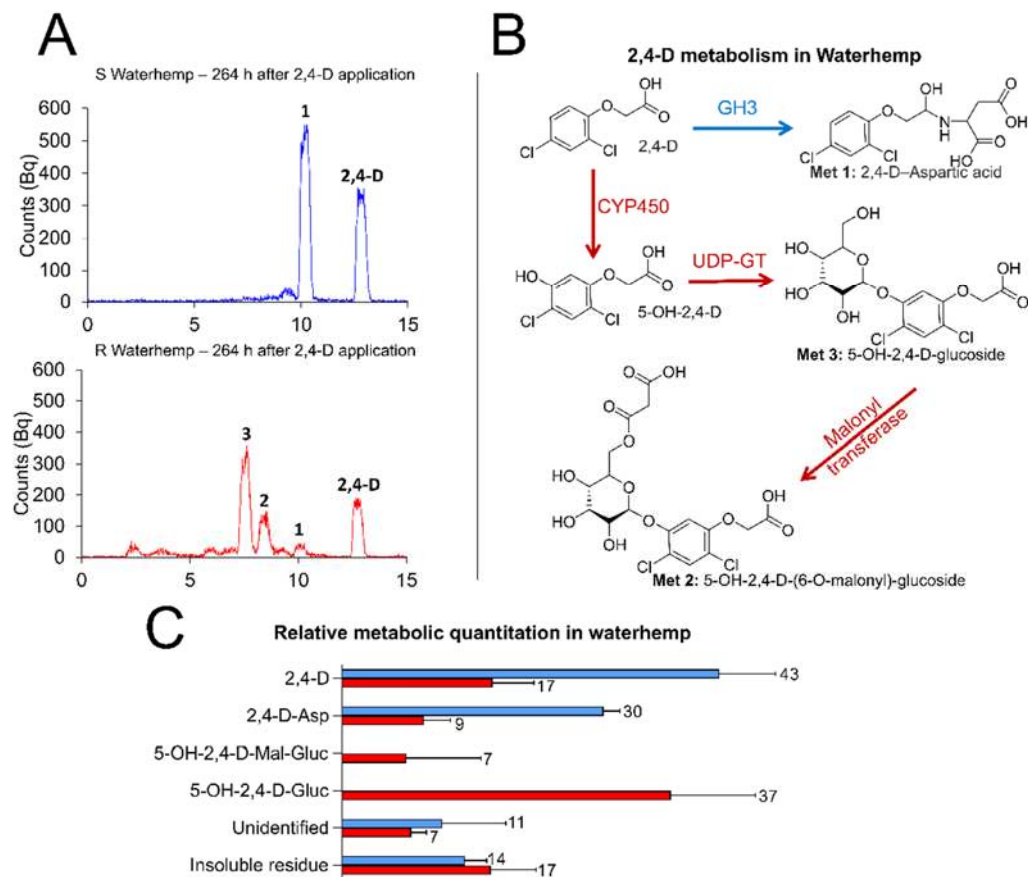 A
S Waterhemp – 264 h after 2,4-D application
600
500
400
300
200
100
0
Counts (Bq)
1
2,4-D
0 5 10 15
R Waterhemp – 264 h after 2,4-D application
600
500
400
300
200
100
0
Counts (Bq)
3
2
1
2,4-D
0 5 10 15
B
2,4-D metabolism in Waterhemp
OH
O
O
Cl
Cl
2,4-D
GH3
OH
O
N
H
O
OH
O
OH
Cl
Cl
Met 1: 2,4-D–Aspartic acid
CYP450
HO
O
OH
O
Cl
Cl
5-OH-2,4-D
UDP-GT
OH
HO
O
HO
OH
O
O
OH
O
Cl
Cl
Met 3: 5-OH-2,4-D-glucoside
Malonyl
transferase
OH
O
O
O
HO
O
HO
OH
O
O
OH
O
Cl
Cl
Met 2: 5-OH-2,4-D-(6-O-malonyl)-glucoside
C
Relative metabolic quantitation in waterhemp
2,4-D
43
17
2,4-D-Asp
30
9
5-OH-2,4-D-Mal-Gluc
7
5-OH-2,4-D-Gluc
37
Unidentified
11
7
Insoluble residue
14
17